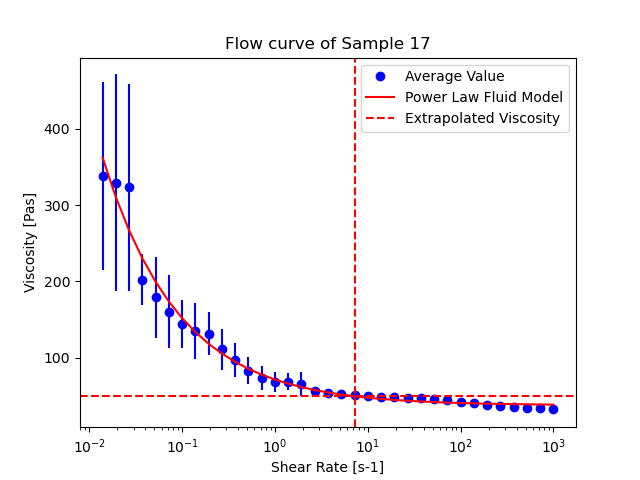 Flow curve of Sample 17
Average Value
Power Law Fluid Model
Extrapolated Viscosity
Viscosity [Pas]
400
300
200
100
10⁻² 10⁻¹ 10⁰ 10¹ 10² 10³
Shear Rate [s-1]